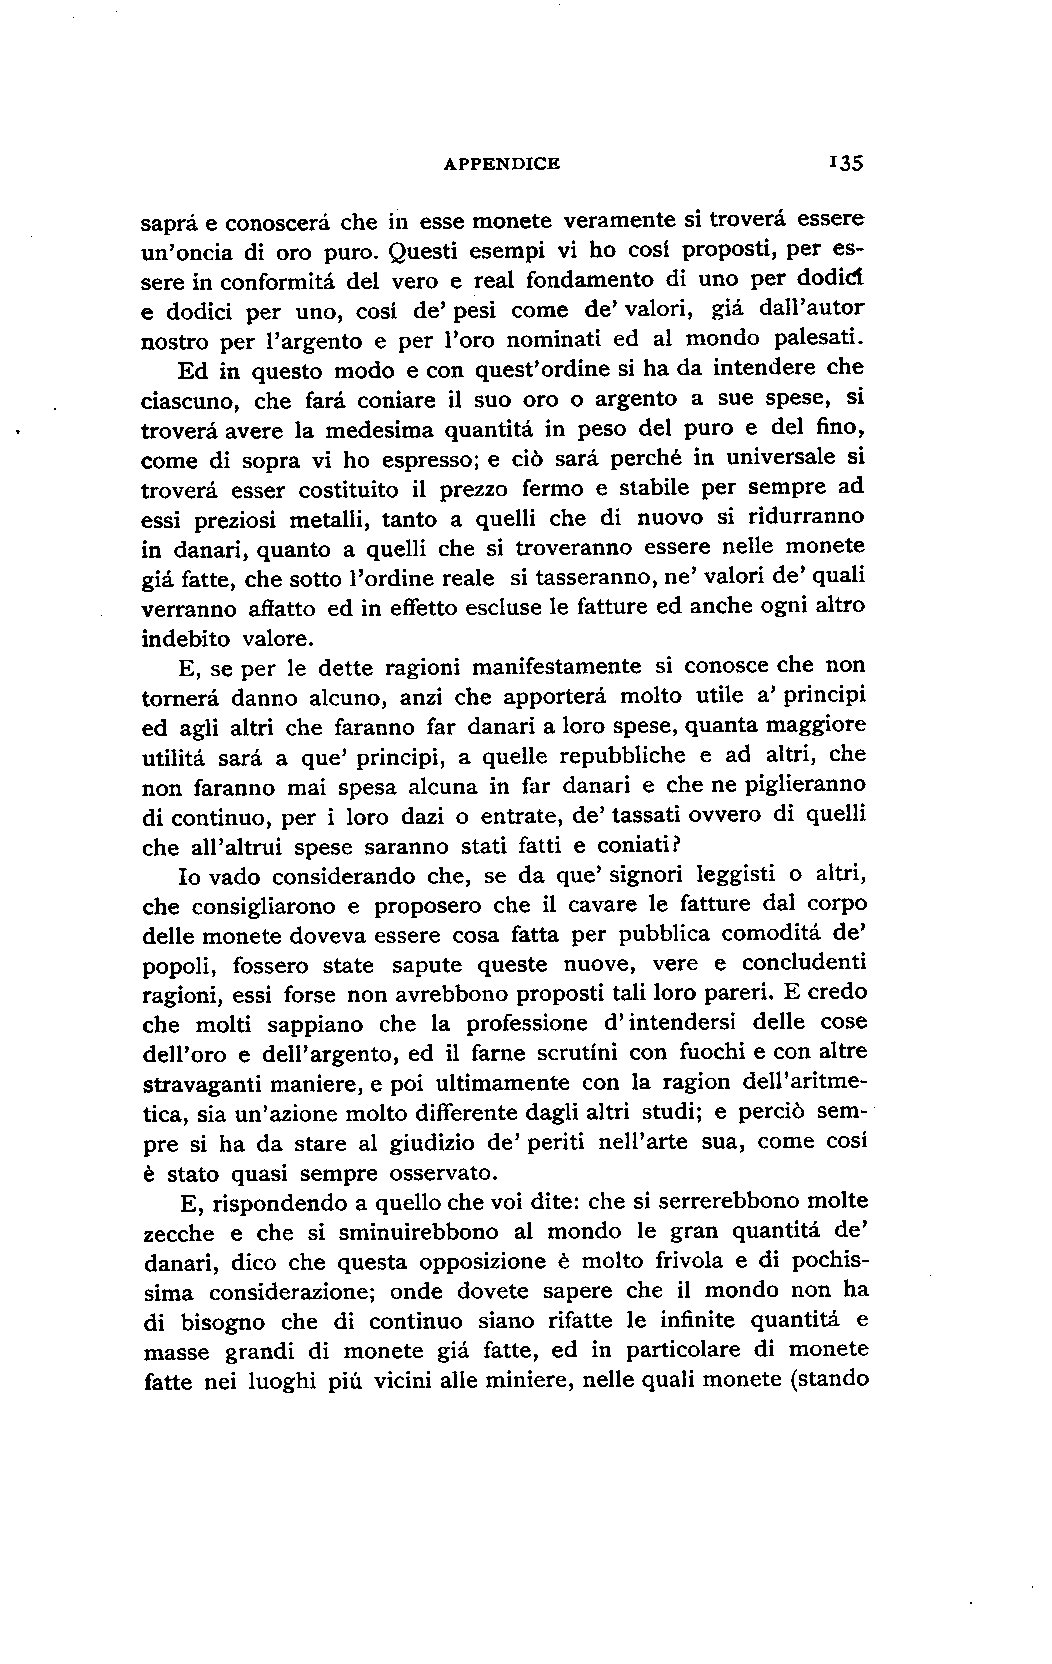 APPENDICE 135
saprá e conoscerá che in esse monete veramente si troverá essere
un'oncia di oro puro. Questi esempi vi ho cosí proposti, per es-
sere in conformitá del vero e real fondamento di uno per dodici
e dodici per uno, cosí de' pesi come de' valori, giá dall'autor
nostro per l'argento e per l'oro nominati ed al mondo palesati.
Ed in questo modo e con quest'ordine si ha da intendere che
ciascuno, che fará coniare il suo oro o argento a sue spese, si
troverá avere la medesima quantitá in peso del puro e del fino,
come di sopra vi ho espresso; e ciò sará perché in universale si
troverá esser costituito il prezzo fermo e stabile per sempre ad
essi preziosi metalli, tanto a quelli che di nuovo si ridurranno
in danari, quanto a quelli che si troveranno essere nelle monete
giá fatte, che sotto l'ordine reale si tasseranno, ne' valori de' quali
verranno affatto ed in effetto escluse le fatture ed anche ogni altro
indebito valore.
E, se per le dette ragioni manifestamente si conosce che non
tornerá danno alcuno, anzi che apporterá molto utile a' principi
ed agli altri che faranno far danari a loro spese, quanta maggiore
utilitá sará a que' principi, a quelle repubbliche e ad altri, che
non faranno mai spesa alcuna in far danari e che ne piglieranno
di continuo, per i loro dazi o entrate, de' tassati ovvero di quelli
che all'altrui spese saranno stati fatti e coniati?
Io vado considerando che, se da que' signori leggisti o altri,
che consigliarono e proposero che il cavare le fatture dal corpo
delle monete doveva essere cosa fatta per pubblica comoditá de'
popoli, fossero state sapute queste nuove, vere e concludenti
ragioni, essi forse non avrebbono proposti tali loro pareri. E credo
che molti sappiano che la professione d'intendersi delle cose
dell'oro e dell'argento, ed il farne scrutíni con fuochi e con altre
stravaganti maniere, e poi ultimamente con la ragion dell'aritme-
tica, sia un'azione molto differente dagli altri studi; e perciò sem-
pre si ha da stare al giudizio de' periti nell'arte sua, come cosí
è stato quasi sempre osservato.
E, rispondendo a quello che voi dite: che si serrerebbono molte
zecche e che si sminuirebbono al mondo le gran quantitá de'
danari, dico che questa opposizione è molto frivola e di pochis-
sima considerazione; onde dovete sapere che il mondo non ha
di bisogno che di continuo siano rifatte le infinite quantitá e
masse grandi di monete giá fatte, ed in particolare di monete
fatte nei luoghi piú vicini alle miniere, nelle quali monete (stando